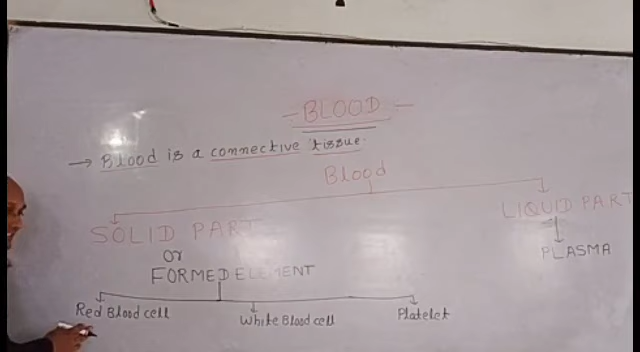 - BLOOD -
→ Blood is a connective tissue.
Blood
SOLID PART
LIQUID PART
or
PLASMA
FORMED ELEMENT
Red Blood cell
White Blood cell
Platelet